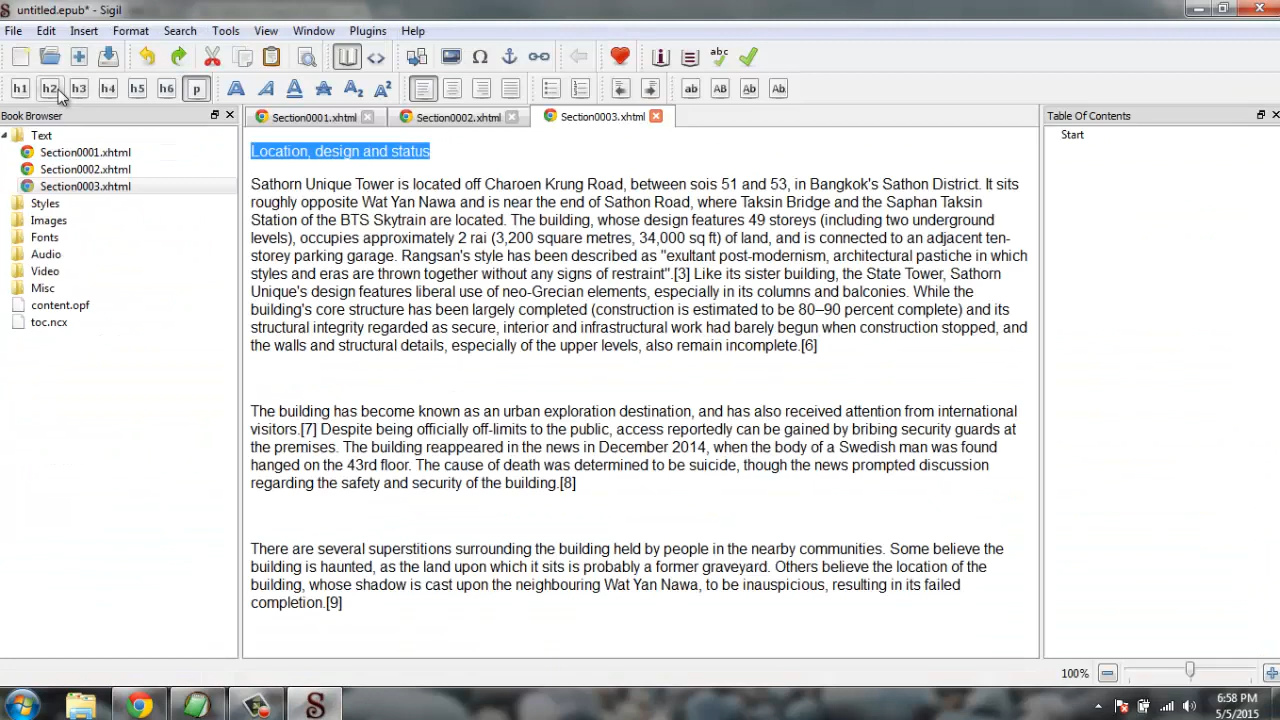 untitled.epub* - Sigil
File Edit Insert Format Search Tools View Window Plugins Help
h1 h2 h3 h4 h5 h6 p A A A A A2 A2 ab AB Ab Ab
Book Browser
Text
Section0001.xhtml
Section0002.xhtml
Section0003.xhtml
Styles
Images
Fonts
Audio
Video
Misc
content.opf
toc.ncx
Section0001.xhtml Section0002.xhtml Section0003.xhtml
Location, design and status
Sathorn Unique Tower is located off Charoen Krung Road, between sois 51 and 53, in Bangkok's Sathon District. It sits
roughly opposite Wat Yan Nawa and is near the end of Sathon Road, where Taksin Bridge and the Saphan Taksin
Station of the BTS Skytrain are located. The building, whose design features 49 storeys (including two underground
levels), occupies approximately 2 rai (3,200 square metres, 34,000 sq ft) of land, and is connected to an adjacent ten-
storey parking garage. Rangsan's style has been described as "exultant post-modernism, architectural pastiche in which
styles and eras are thrown together without any signs of restraint".[3] Like its sister building, the State Tower, Sathorn
Unique's design features liberal use of neo-Grecian elements, especially in its columns and balconies. While the
building's core structure has been largely completed (construction is estimated to be 80–90 percent complete) and its
structural integrity regarded as secure, interior and infrastructural work had barely begun when construction stopped, and
the walls and structural details, especially of the upper levels, also remain incomplete.[6]
The building has become known as an urban exploration destination, and has also received attention from international
visitors.[7] Despite being officially off-limits to the public, access reportedly can be gained by bribing security guards at
the premises. The building reappeared in the news in December 2014, when the body of a Swedish man was found
hanged on the 43rd floor. The cause of death was determined to be suicide, though the news prompted discussion
regarding the safety and security of the building.[8]
There are several superstitions surrounding the building held by people in the nearby communities. Some believe the
building is haunted, as the land upon which it sits is probably a former graveyard. Others believe the location of the
building, whose shadow is cast upon the neighbouring Wat Yan Nawa, to be inauspicious, resulting in its failed
completion.[9]
Table Of Contents
Start
100%
6:58 PM
5/5/2015